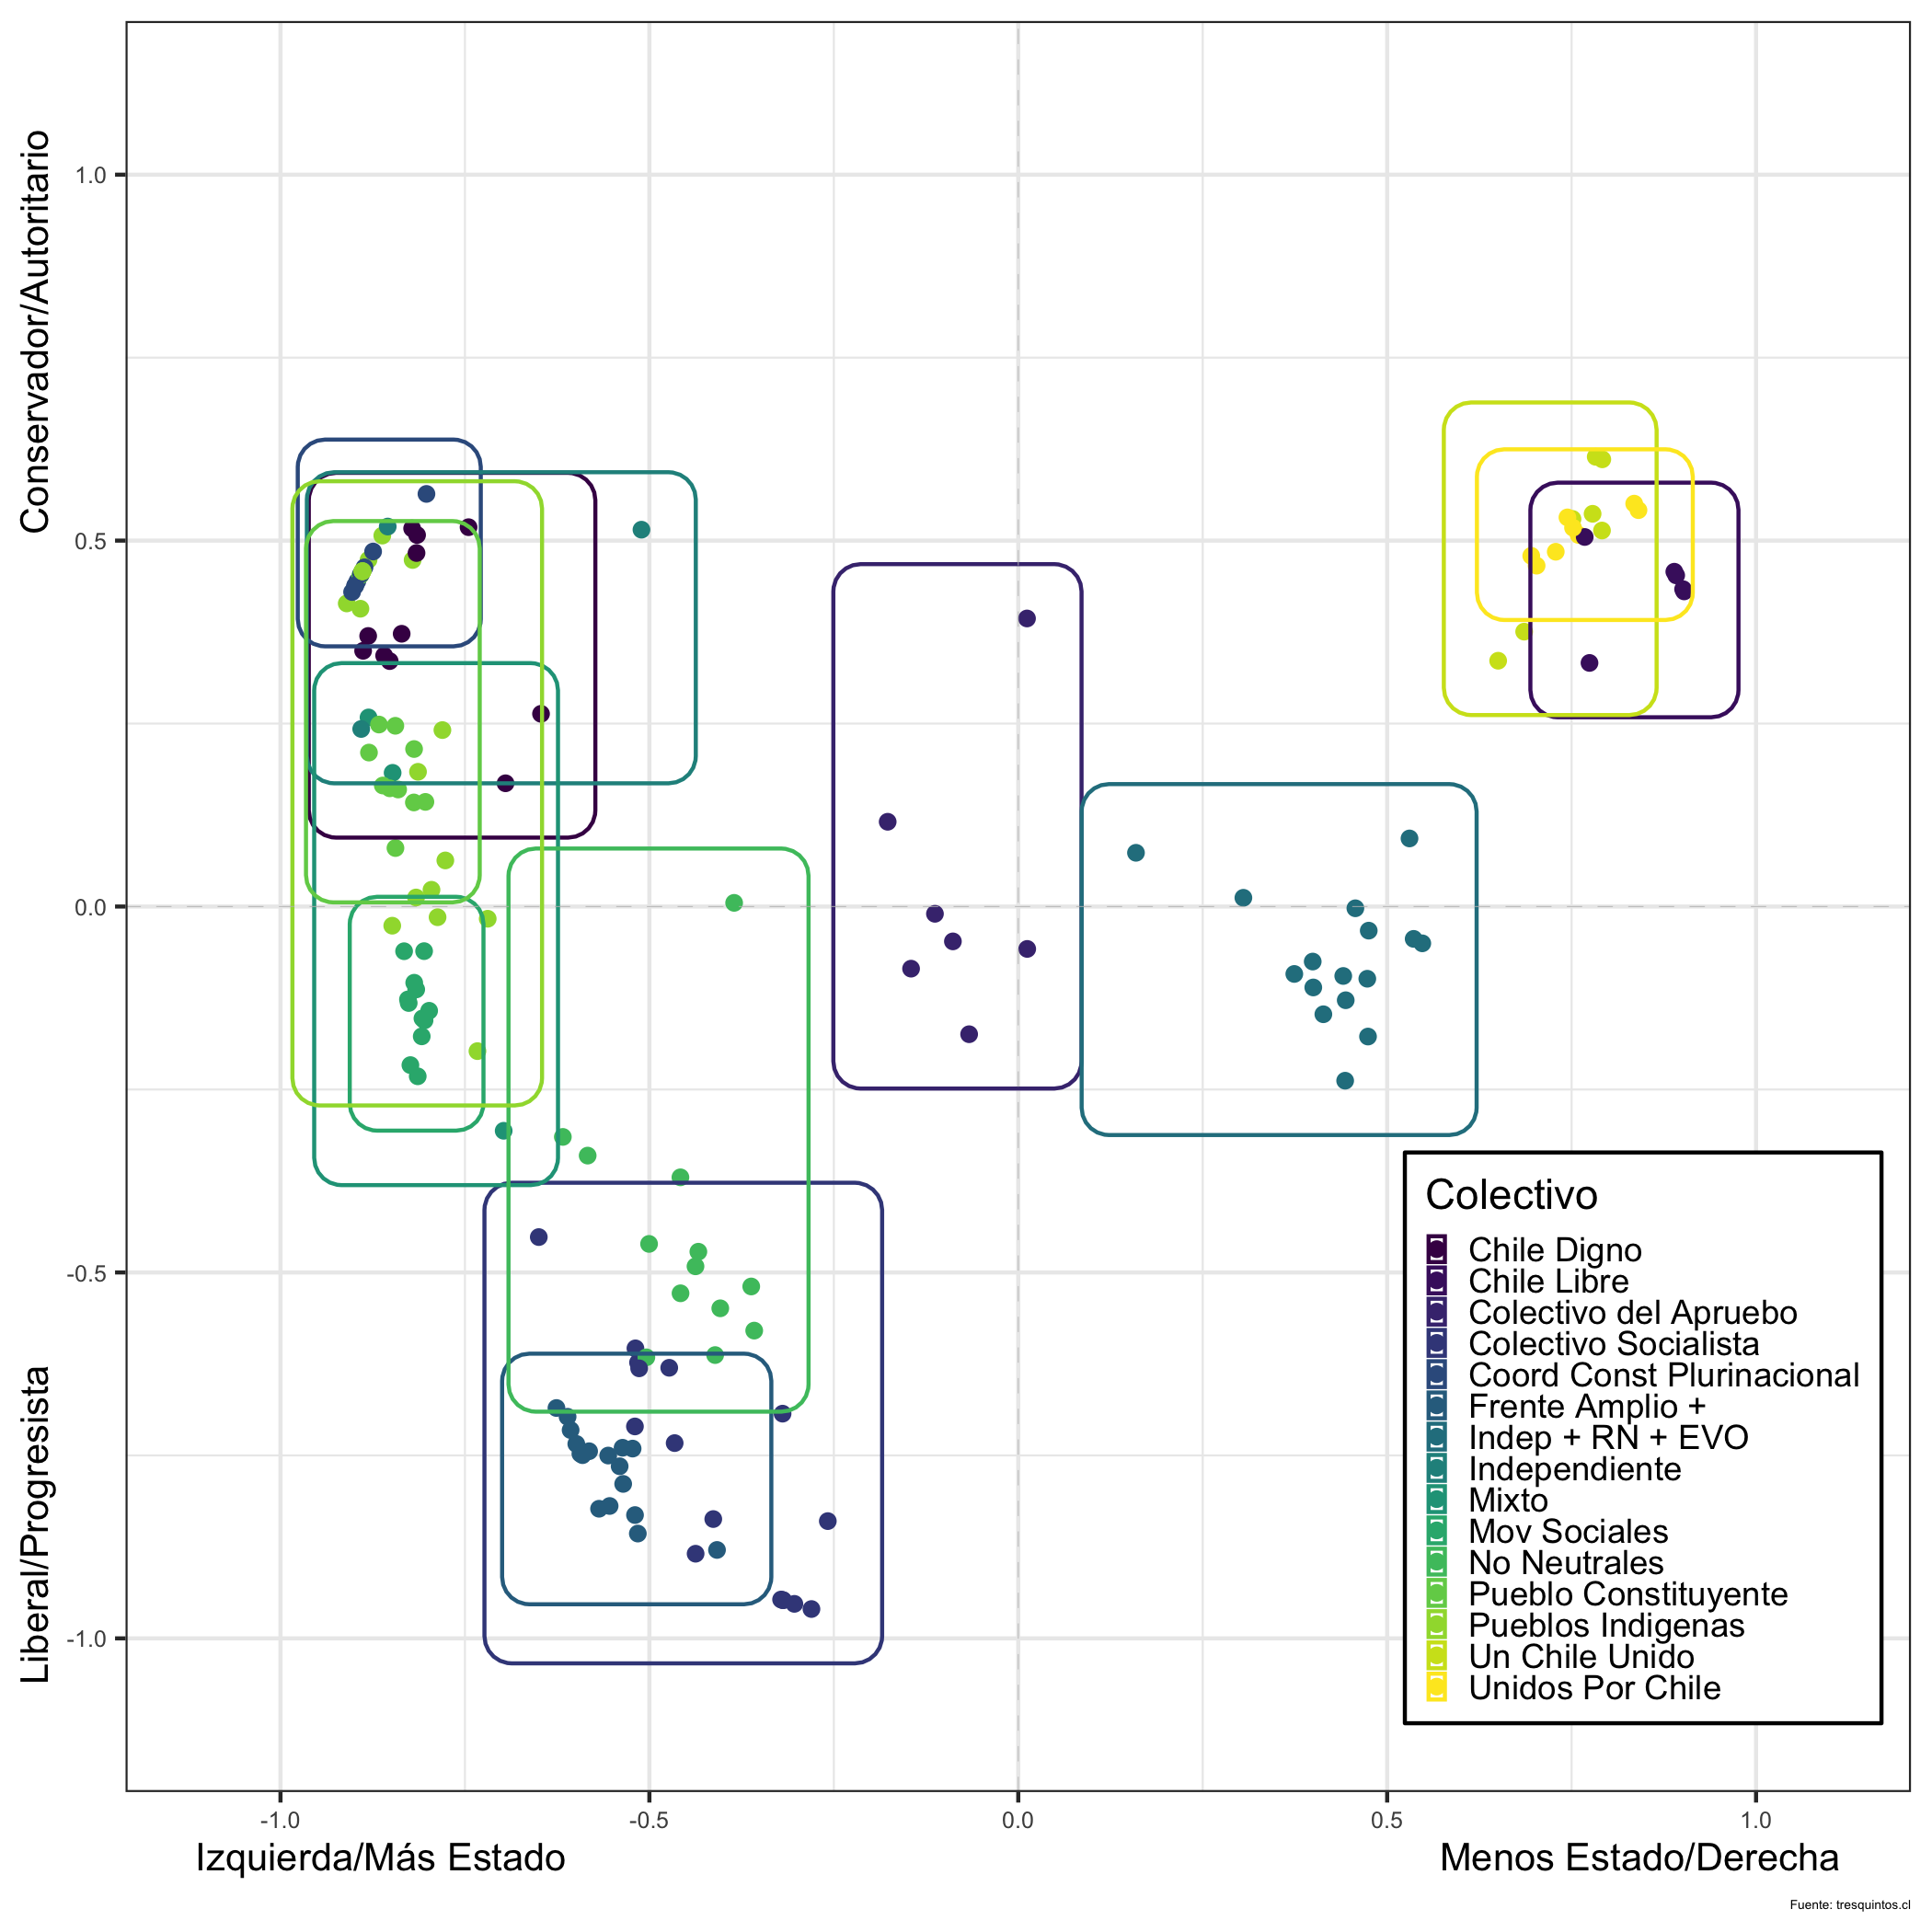 Conservador/Autoritario
Liberal/Progresista
1.0
0.5
0.0
-0.5
-1.0
Colectivo
Chile Digno
Chile Libre
Colectivo del Apruebo
Colectivo Socialista
Coord Const Plurinacional
Frente Amplio +
Indep + RN + EVO
Independiente
Mixto
Mov Sociales
No Neutrales
Pueblo Constituyente
Pueblos Indigenas
Un Chile Unido
Unidos Por Chile
-1.0 -0.5 0.0 0.5 1.0
Izquierda/Más Estado Menos Estado/Derecha
Fuente: tresquintos.cl